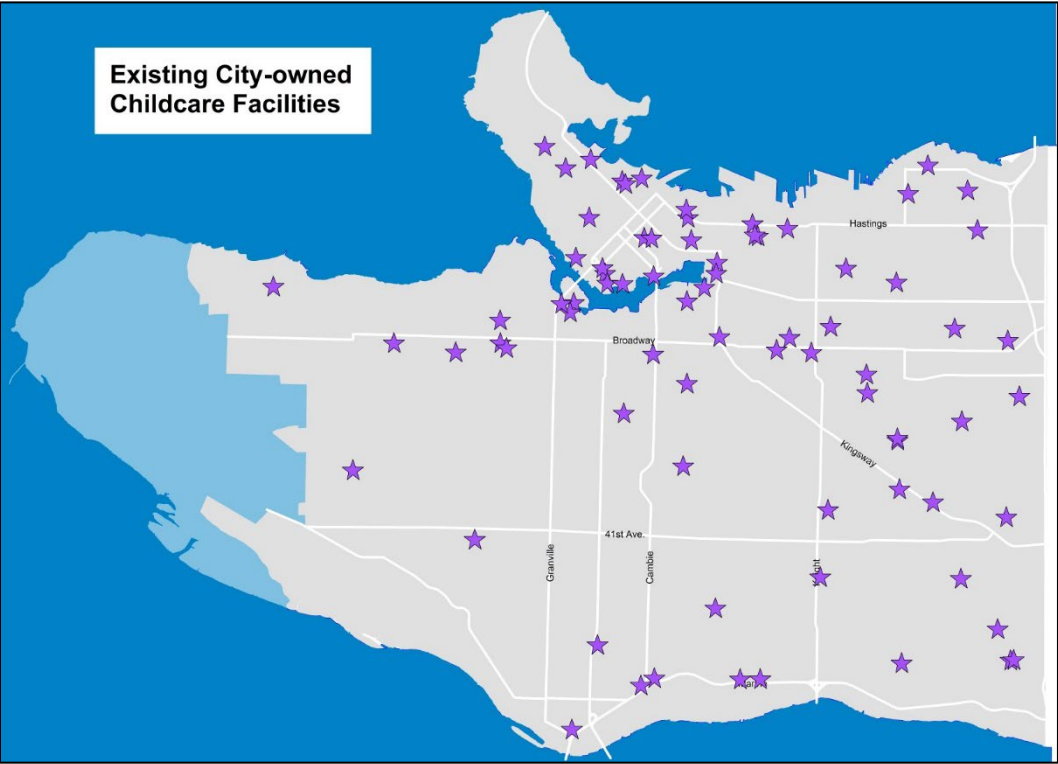 Existing City-owned
Childcare Facilities
Hastings
Broadway
Kingsway
41st Ave.
Granville
Cambie